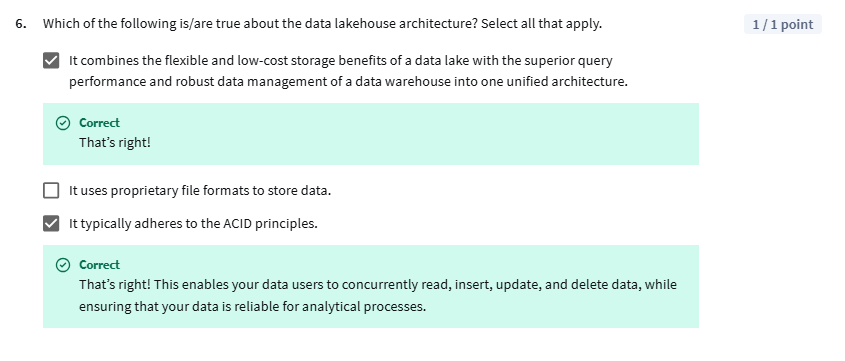 6. Which of the following is/are true about the data lakehouse architecture? Select all that apply.
1 / 1 point
It combines the flexible and low-cost storage benefits of a data lake with the superior query
performance and robust data management of a data warehouse into one unified architecture.
Correct
That's right!
It uses proprietary file formats to store data.
It typically adheres to the ACID principles.
Correct
That's right! This enables your data users to concurrently read, insert, update, and delete data, while
ensuring that your data is reliable for analytical processes.